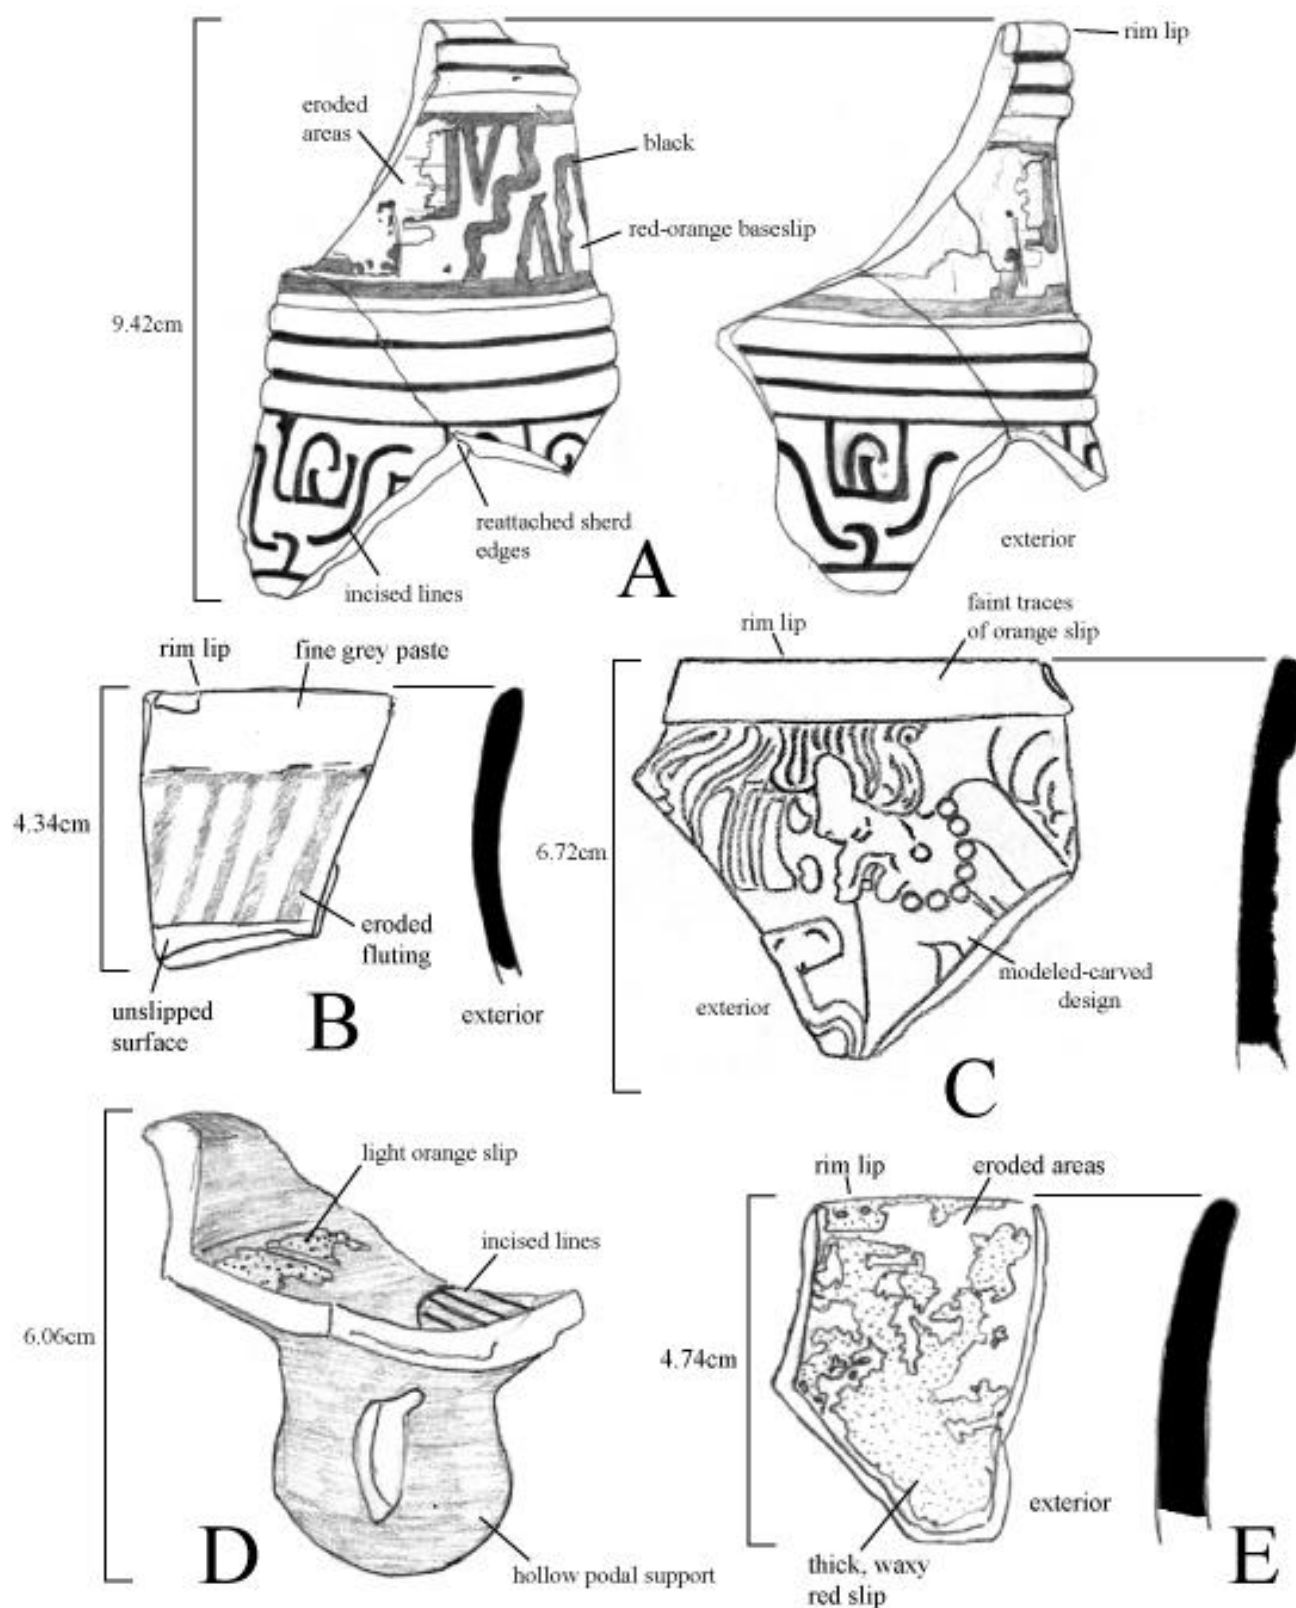 rim lip
eroded
areas
black
red-orange baseslip
9.42cm
reattached sherd
edges
incised lines
exterior
A
rim lip
fine grey paste
4.34cm
eroded
fluting
unslipped
surface
exterior
B
rim lip
faint traces
of orange slip
6.72cm
modeled-carved
design
exterior
C
light orange slip
incised lines
6.06cm
hollow podal support
D
rim lip
eroded areas
4.74cm
exterior
thick, waxy
red slip
E